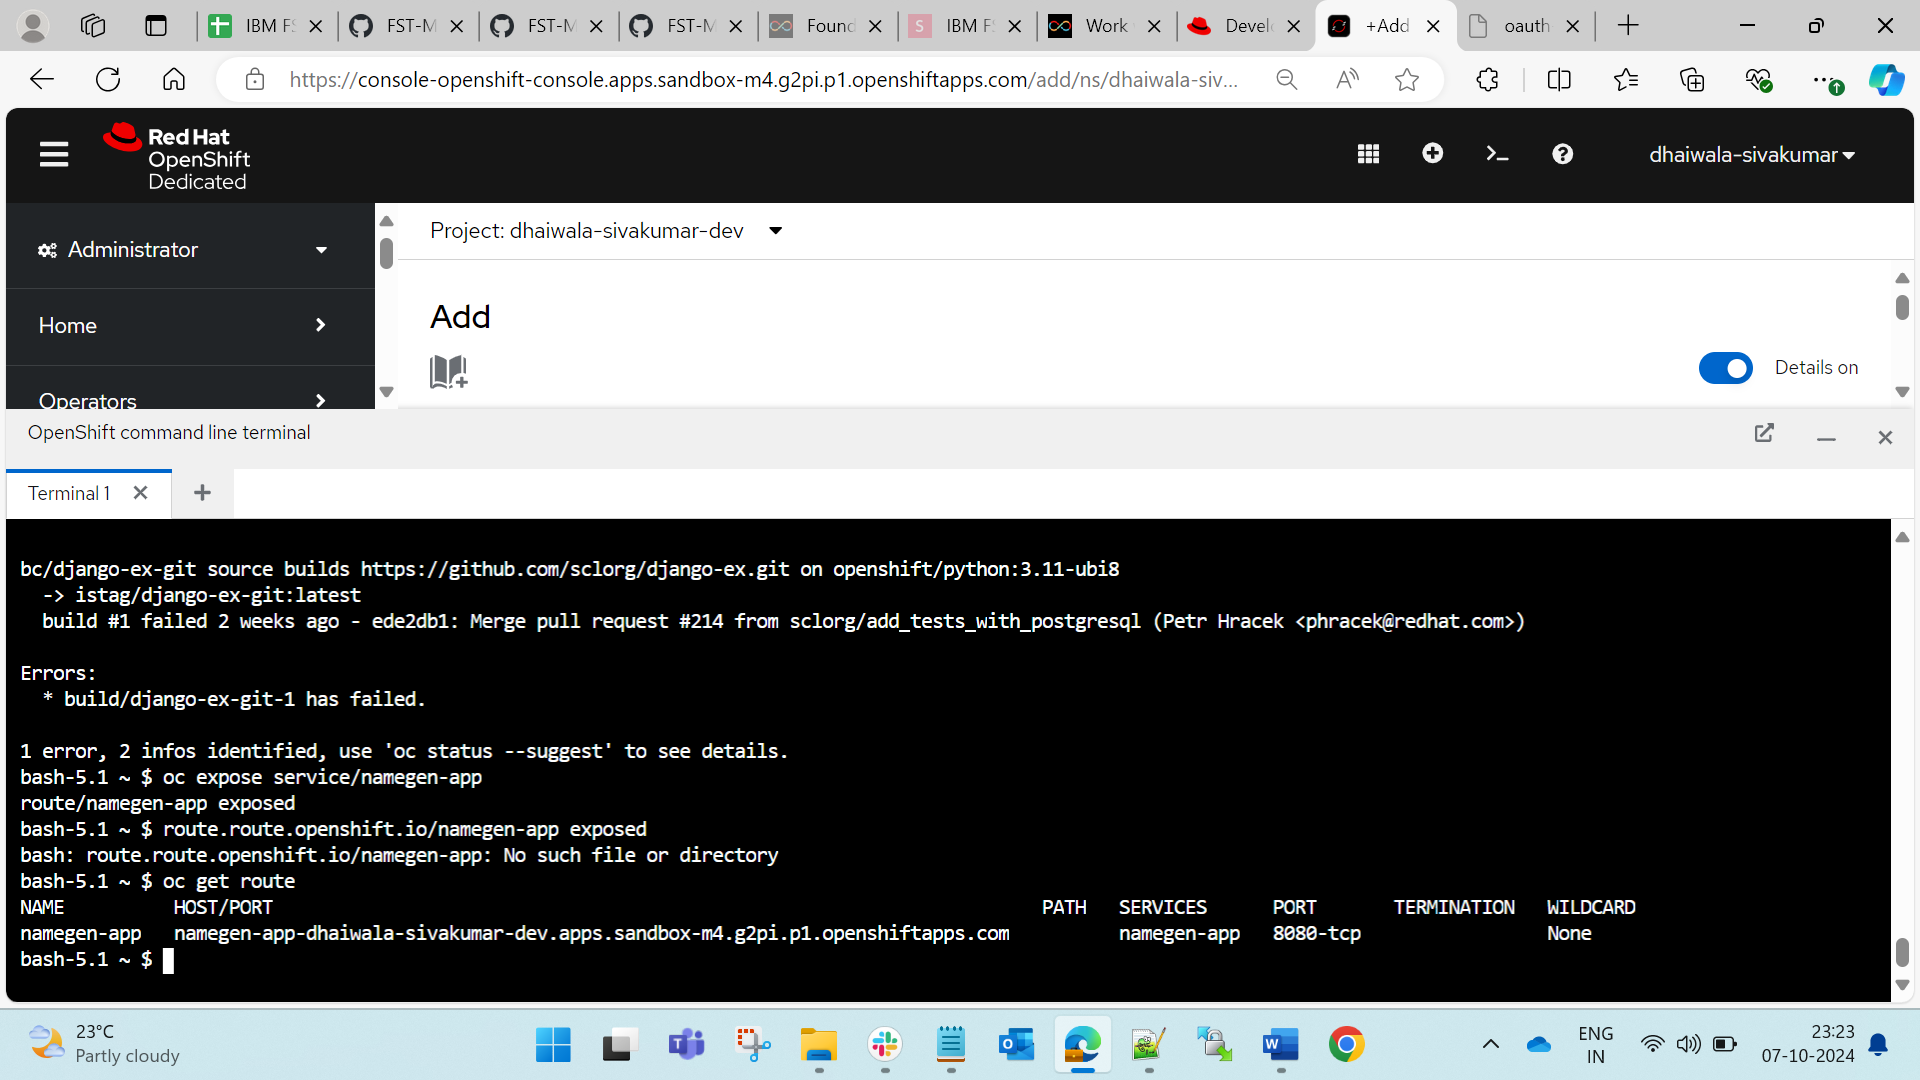 IBM FS
FST-M
FST-M
FST-M
Found
IBM F
Work
Develo
+Add
oauth
https://console-openshift-console.apps.sandbox-m4.g2pi.p1.openshiftapps.com/add/ns/dhaiwala-siv...
Red Hat
OpenShift
Dedicated
dhaiwala-sivakumar
Administrator
Project: dhaiwala-sivakumar-dev
Home
Add
Details on
Operators
OpenShift command line terminal
Terminal 1
bc/django-ex-git source builds https://github.com/sclorg/django-ex.git on openshift/python:3.11-ubi8
-> istag/django-ex-git:latest
build #1 failed 2 weeks ago - ede2db1: Merge pull request #214 from sclorg/add_tests_with_postgresql (Petr Hracek <phracek@redhat.com>)
Errors:
* build/django-ex-git-1 has failed.
1 error, 2 infos identified, use 'oc status --suggest' to see details.
bash-5.1 ~ $ oc expose service/namegen-app
route/namegen-app exposed
bash-5.1 ~ $ route.route.openshift.io/namegen-app exposed
bash: route.route.openshift.io/namegen-app: No such file or directory
bash-5.1 ~ $ oc get route
NAME HOST/PORT PATH SERVICES PORT TERMINATION WILDCARD
namegen-app namegen-app-dhaiwala-sivakumar-dev.apps.sandbox-m4.g2pi.p1.openshiftapps.com namegen-app 8080-tcp None
bash-5.1 ~ $
23°C
Partly cloudy
ENG
IN
23:23
07-10-2024